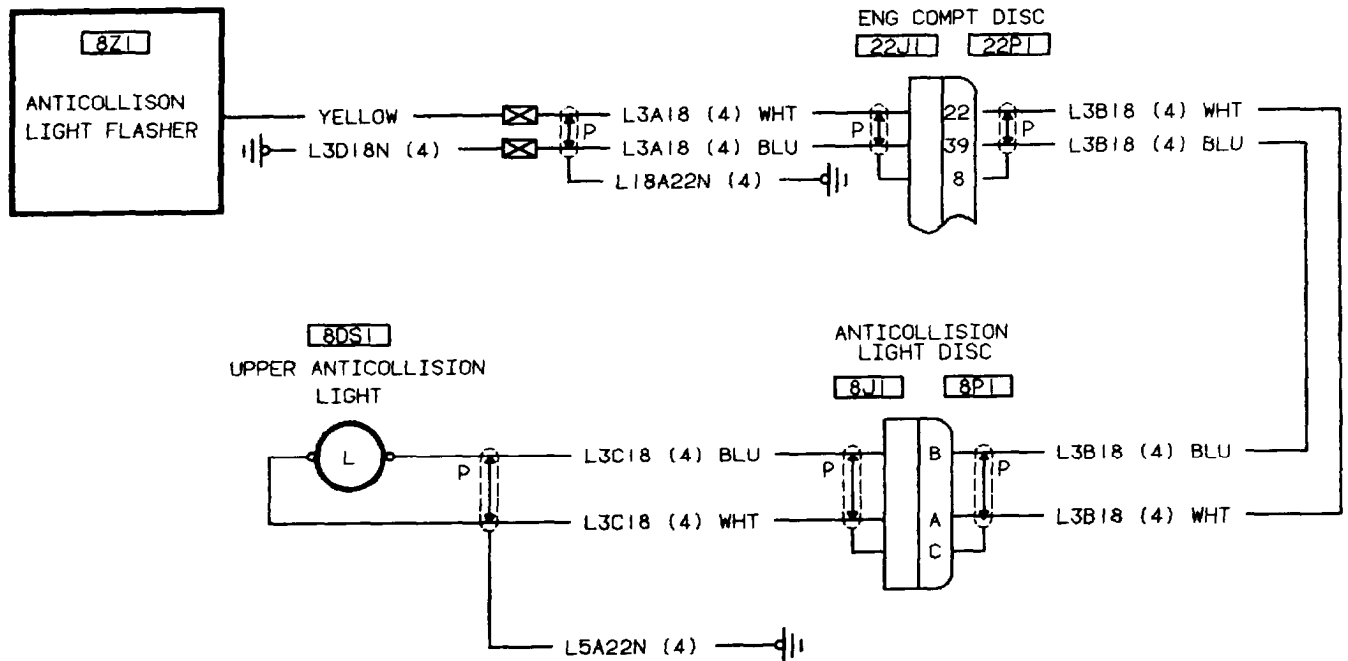 8Z1
ANTICOLLISON
LIGHT FLASHER
ENG COMPT DISC
22J1 22P1
YELLOW
L3A18 (4) WHT
22
L3B18 (4) WHT
P
P
P
L3D18N (4)
L3A18 (4) BLU
39
L3B18 (4) BLU
L18A22N (4)
8
8DS1
UPPER ANTICOLLISION
LIGHT
ANTICOLLISION
LIGHT DISC
8J1 8P1
L
L3C18 (4) BLU
B
L3B18 (4) BLU
P
P
P
L3C18 (4) WHT
A
L3B18 (4) WHT
C
L5A22N (4)